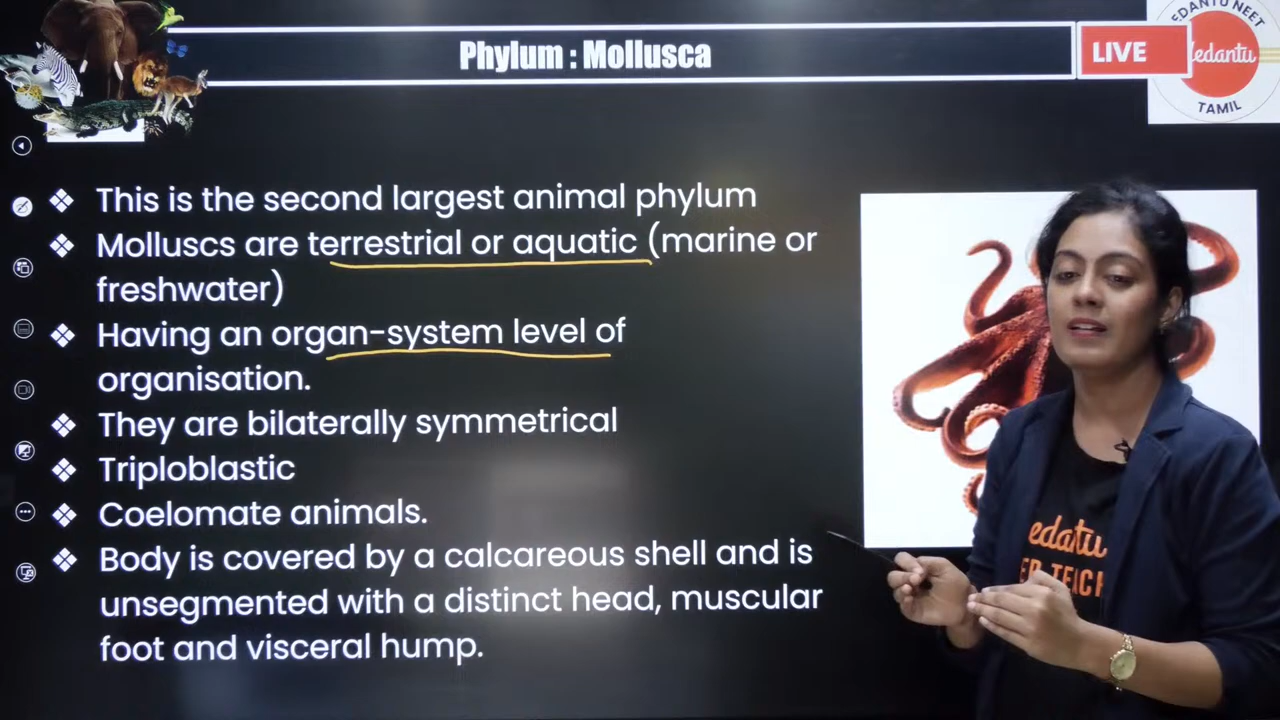 Phylum : Mollusca
LIVE
EDANTU NEET
edantu
TAMIL
❖ This is the second largest animal phylum
❖ Molluscs are terrestrial or aquatic (marine or
freshwater)
❖ Having an organ-system level of
organisation.
❖ They are bilaterally symmetrical
❖ Triploblastic
❖ Coelomate animals.
❖ Body is covered by a calcareous shell and is
unsegmented with a distinct head, muscular
foot and visceral hump.
edantu